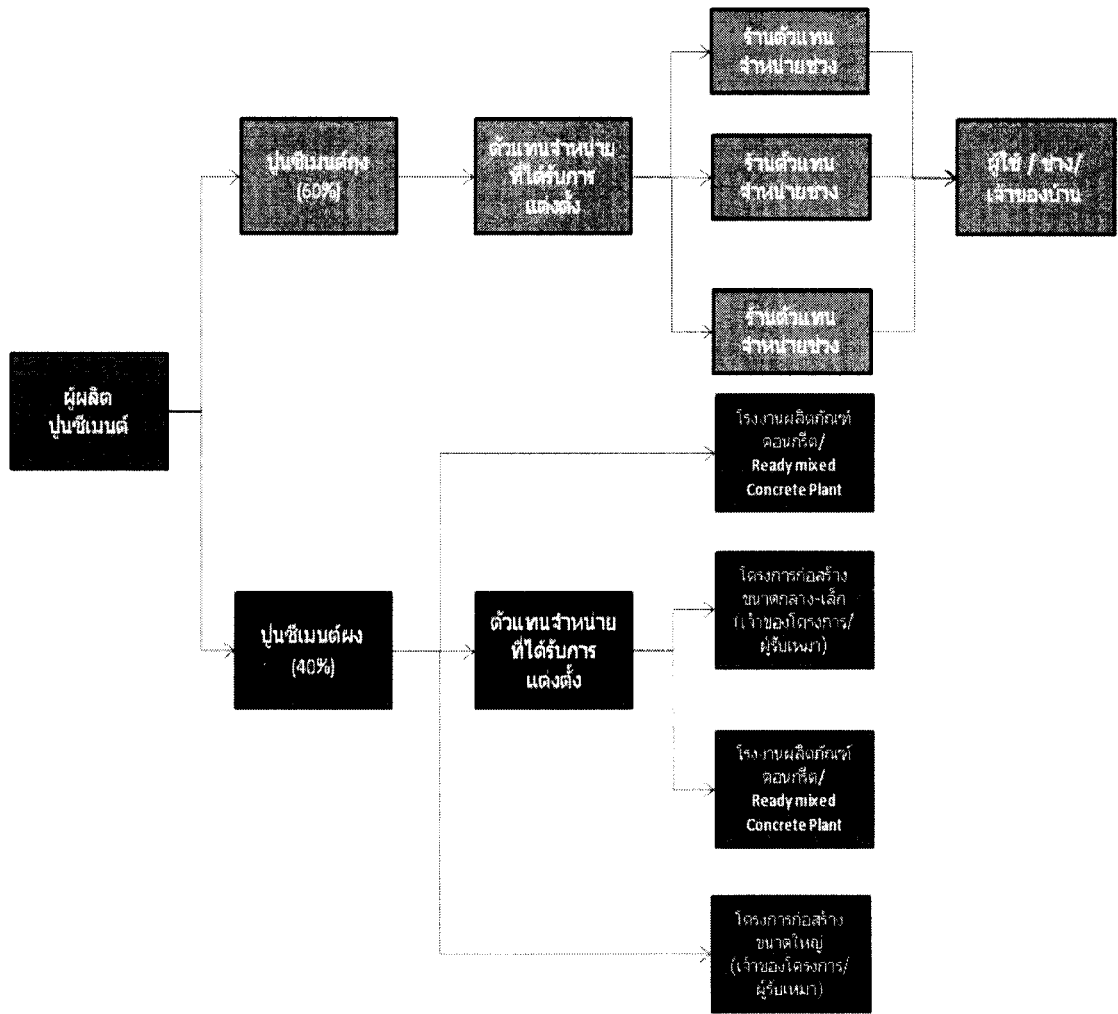 ร้านตัวแทน
จำหน่ายช่วง
ปูนซีเมนต์ถุง
(60%)
ตัวแทนจำหน่าย
ที่ได้รับการ
แต่งตั้ง
ร้านตัวแทน
จำหน่ายช่วง
ผู้ใช้ / ช่าง/
เจ้าของบ้าน
ร้านตัวแทน
จำหน่ายช่วง
ผู้ผลิต
ปูนซีเมนต์
โรงงานผลิตภัณฑ์
คอนกรีต/
Ready mixed
Concrete Plant
ปูนซีเมนต์ผง
(40%)
ตัวแทนจำหน่าย
ที่ได้รับการ
แต่งตั้ง
โครงการก่อสร้าง
ขนาดกลาง-เล็ก
(เจ้าของโครงการ/
ผู้รับเหมา)
โรงงานผลิตภัณฑ์
คอนกรีต/
Ready mixed
Concrete Plant
โครงการก่อสร้าง
ขนาดใหญ่
(เจ้าของโครงการ/
ผู้รับเหมา)